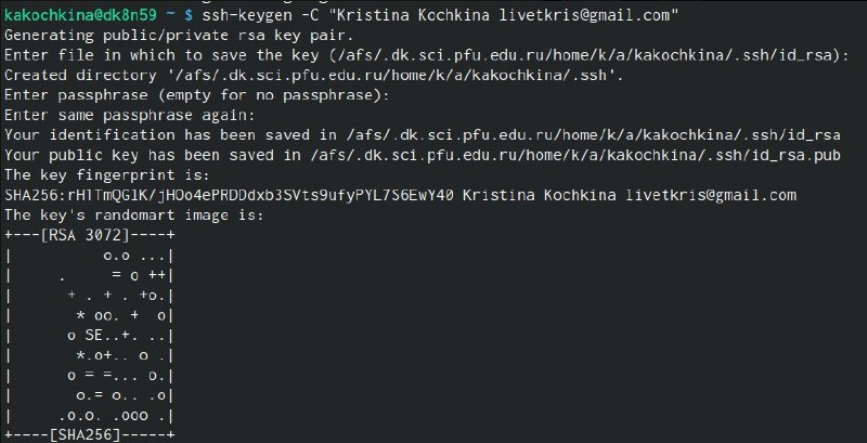 kakochkina@dk8n59 ~ $ ssh-keygen -C "Kristina Kochkina livetkris@gmail.com"
Generating public/private rsa key pair.
Enter file in which to save the key (/afs/.dk.sci.pfu.edu.ru/home/k/a/kakochkina/.ssh/id_rsa):
Created directory '/afs/.dk.sci.pfu.edu.ru/home/k/a/kakochkina/.ssh'.
Enter passphrase (empty for no passphrase):
Enter same passphrase again:
Your identification has been saved in /afs/.dk.sci.pfu.edu.ru/home/k/a/kakochkina/.ssh/id_rsa
Your public key has been saved in /afs/.dk.sci.pfu.edu.ru/home/k/a/kakochkina/.ssh/id_rsa.pub
The key fingerprint is:
SHA256:rHlTmQGlK/jHOo4ePRDDdxb3SVts9ufyPYL7S6EwY40 Kristina Kochkina livetkris@gmail.com
The key's randomart image is:
+---[RSA 3072]----+
|         o.o ...|
|     .     = o ++|
|      + . + . +o.|
|       * oo. +  o|
|      o SE..+. ..|
|       *.o+.. o .|
|      o = =... o.|
|       o.= o.. .o|
|     .o.o. .ooo .|
+----[SHA256]-----+